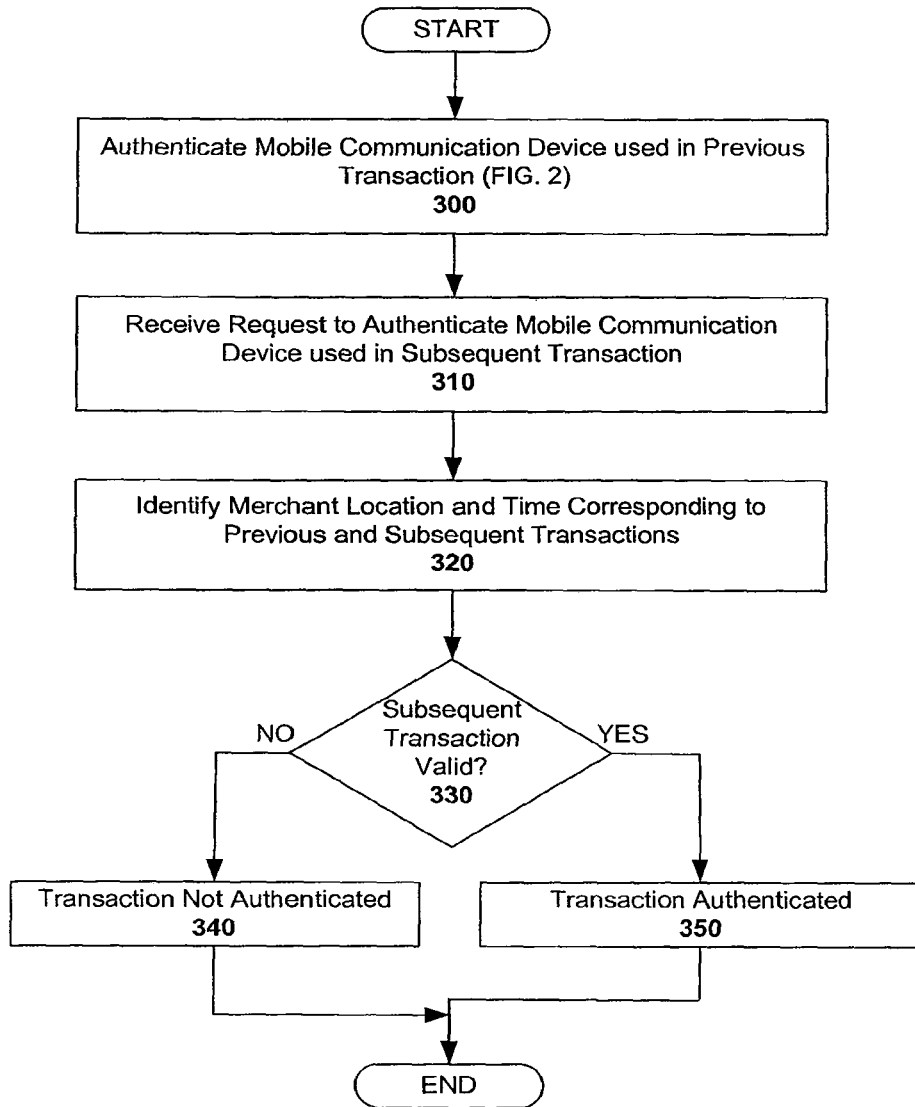 START
Authenticate Mobile Communication Device used in Previous
Transaction (FIG. 2)
300
Receive Request to Authenticate Mobile Communication
Device used in Subsequent Transaction
310
Identify Merchant Location and Time Corresponding to
Previous and Subsequent Transactions
320
Subsequent
Transaction
Valid?
330
NO
YES
Transaction Not Authenticated
340
Transaction Authenticated
350
END